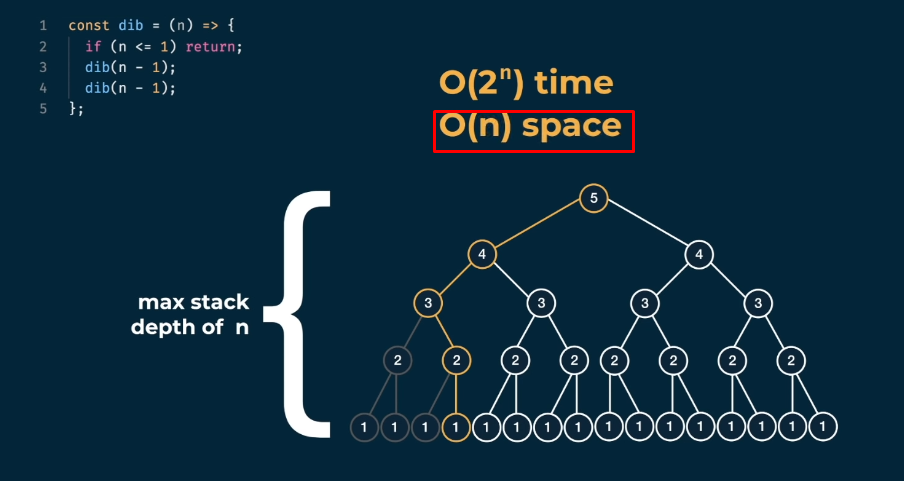 1 const dib = (n) => {
2 if (n <= 1) return;
3 dib(n - 1);
4 dib(n - 1);
5 };
O(2ⁿ) time
O(n) space
5
4 4
3 3 3 3
max stack
depth of n
2 2 2 2 2 2 2 2
1 1 1 1 1 1 1 1 1 1 1 1 1 1 1 1